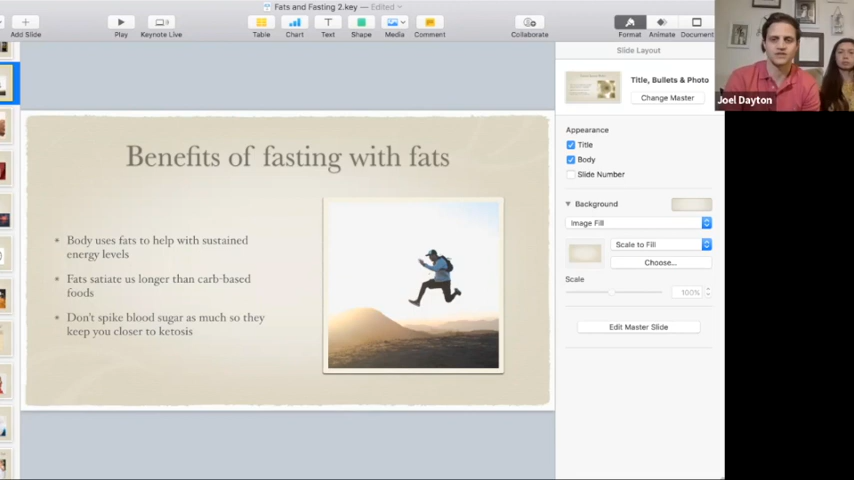 Fats and Fasting 2.key — Edited
Add Slide
Play
Keynote Live
Table
Chart
Text
Shape
Media
Comment
Collaborate
Format
Animate
Document
Slide Layout
Title, Bullets & Photo
Change Master
Appearance
Title
Body
Slide Number
Background
Image Fill
Scale to Fill
Choose...
Scale
100%
Edit Master Slide
Benefits of fasting with fats
Body uses fats to help with sustained
energy levels
Fats satiate us longer than carb-based
foods
Don't spike blood sugar as much so they
keep you closer to ketosis
Joel Dayton